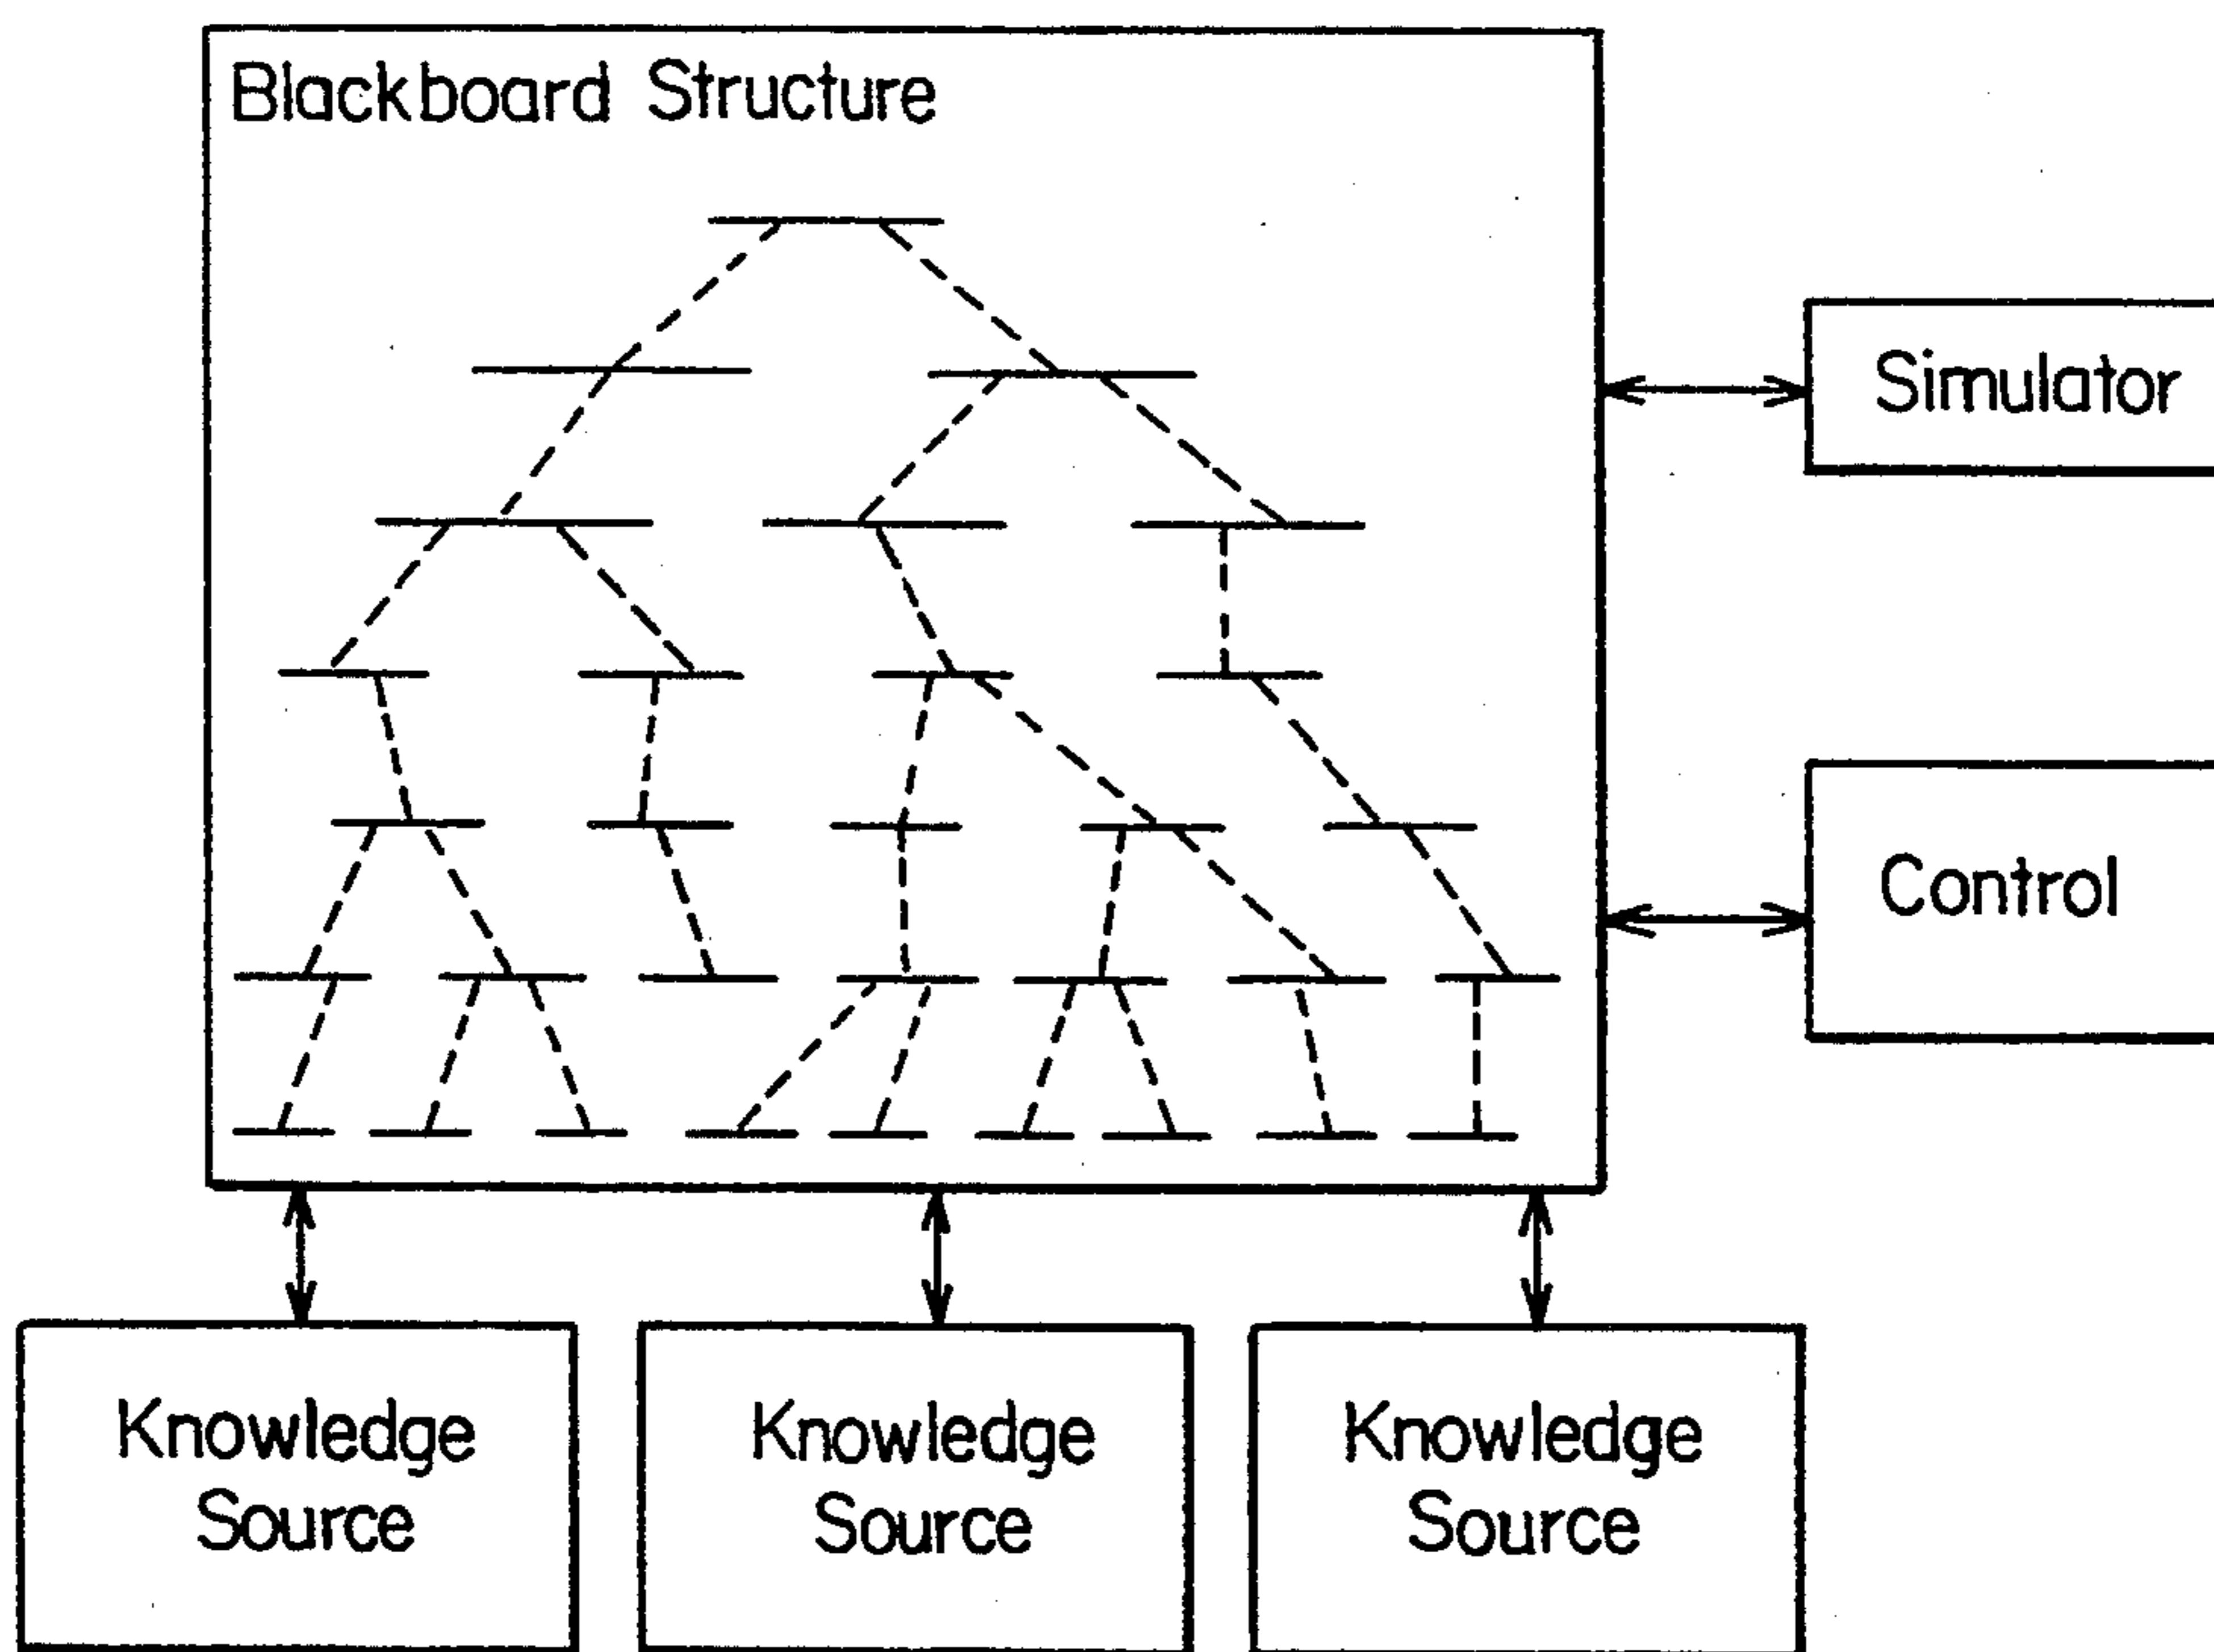 Blackboard Structure
Simulator
Control
Knowledge
Source
Knowledge
Source
Knowledge
Source